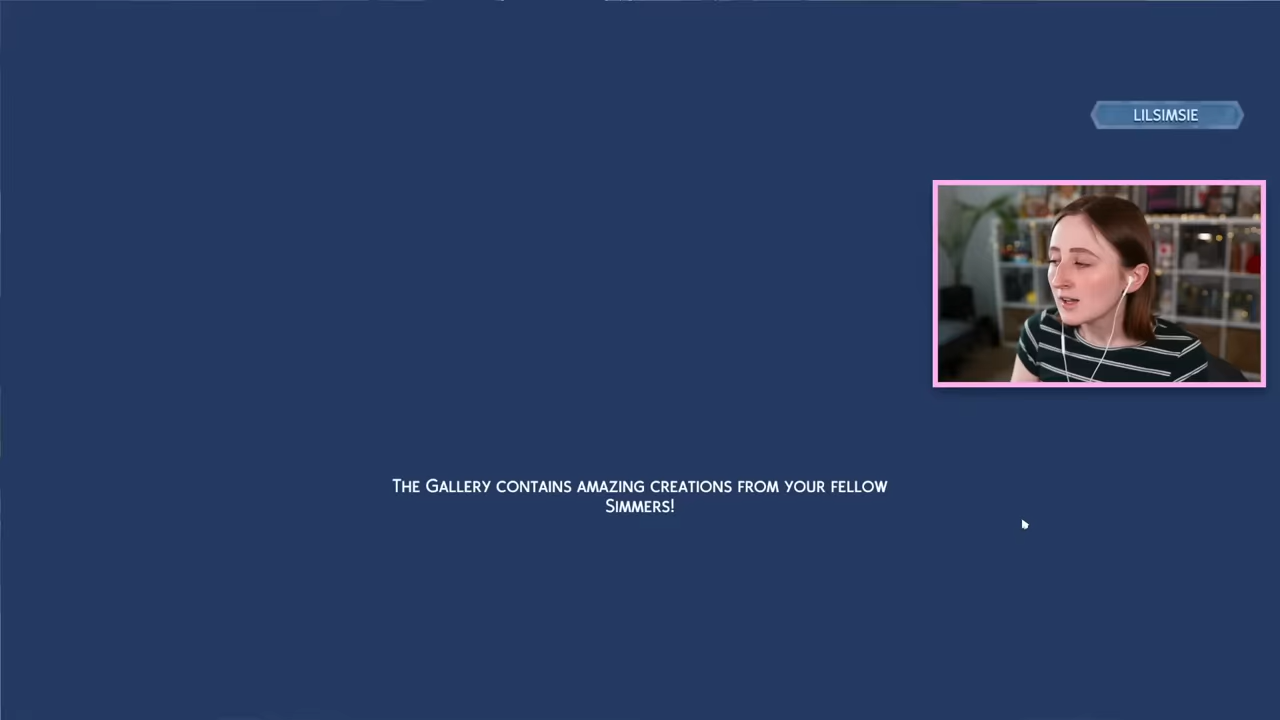 LILSIMSIE
THE GALLERY CONTAINS AMAZING CREATIONS FROM YOUR FELLOW
SIMMERS!